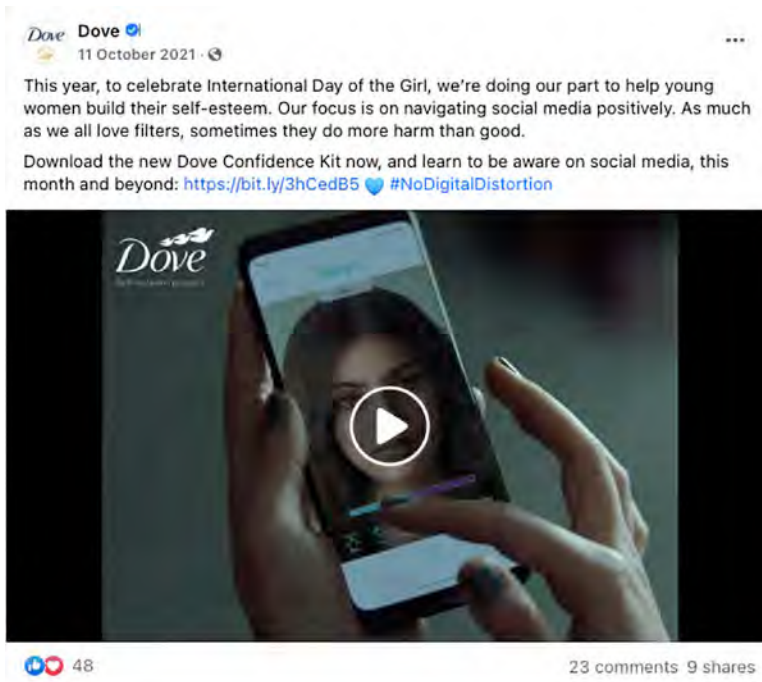 Dove
Dove
11 October 2021
This year, to celebrate International Day of the Girl, we're doing our part to help young
women build their self-esteem. Our focus is on navigating social media positively. As much
as we all love filters, sometimes they do more harm than good.
Download the new Dove Confidence Kit now, and learn to be aware on social media, this
month and beyond: https://bit.ly/3hCedB5 💙 #NoDigitalDistortion
Dove
48
23 comments 9 shares